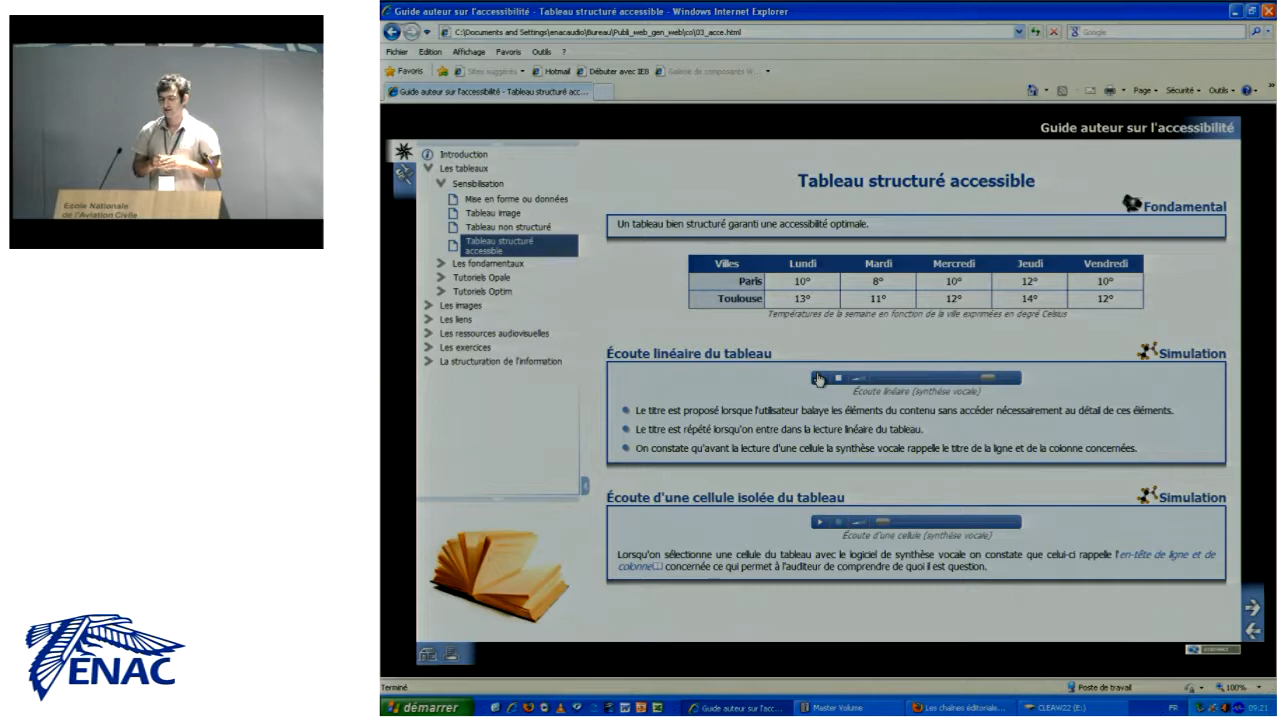 Ecole Nationale
de l'Aviation Civile
ENAC
Guide auteur sur l'accessibilité - Tableau structuré accessible - Windows Internet Explorer
C:\Documents and Settings\enacaudio\Bureau\Publi_web_gen_web\co\03_acce.html
Google
Fichier Edition Affichage Favoris Outils ?
Favoris Sites suggérés Hotmail Débuter avec IE8 Galerie de composants W...
Guide auteur sur l'accessibilité - Tableau structuré acc...
Page Sécurité Outils
Guide auteur sur l'accessibilité
Introduction
Les tableaux
Sensibilisation
Mise en forme ou données
Tableau image
Tableau non structuré
Tableau structuré
accessible
Les fondamentaux
Tutoriels Opale
Tutoriels Optim
Les images
Les liens
Les ressources audiovisuelles
Les exercices
La structuration de l'information
Tableau structuré accessible
Fondamental
Un tableau bien structuré garanti une accessibilité optimale.
Villes Lundi Mardi Mercredi Jeudi Vendredi
Paris 10° 8° 10° 12° 10°
Toulouse 13° 11° 12° 14° 12°
Températures de la semaine en fonction de la ville exprimées en degré Celsius
Écoute linéaire du tableau
Simulation
Écoute linéaire (synthèse vocale)
Le titre est proposé lorsque l'utilisateur balaye les éléments du contenu sans accéder nécessairement au détail de ces éléments.
Le titre est répété lorsqu'on entre dans la lecture linéaire du tableau.
On constate qu'avant la lecture d'une cellule la synthèse vocale rappelle le titre de la ligne et de la colonne concernées.
Écoute d'une cellule isolée du tableau
Simulation
Écoute d'une cellule (synthèse vocale)
Lorsqu'on sélectionne une cellule du tableau avec le logiciel de synthèse vocale on constate que celui-ci rappelle l'en-tête de ligne et de
colonne concernée ce qui permet à l'auditeur de comprendre de quoi il est question.
Terminé
Poste de travail
100%
démarrer
Guide auteur sur l'acc...
Master Volume
Les chaînes éditoriale...
CLEAW22 (E:)
FR
09:21